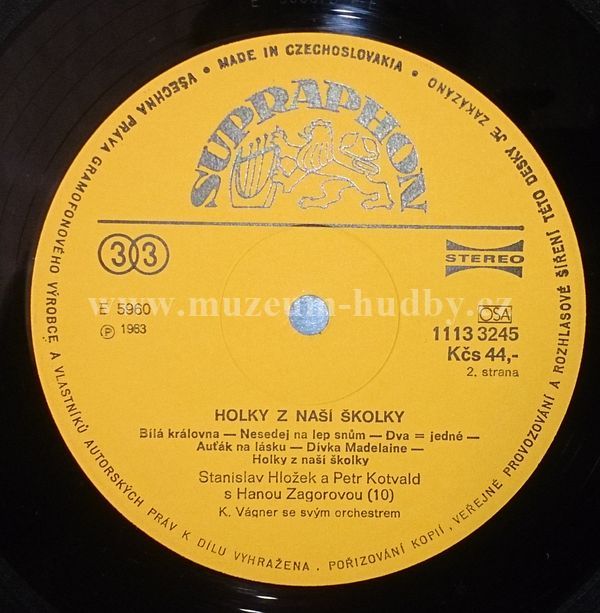 VŠECHNA PRÁVA GRAMOFONOVÉHO VÝROBCE A VLASTNÍKŮ AUTORSKÝCH PRÁV K DÍLU VYHRAŽENA. POŘIZOVÁNÍ KOPIÍ, VEŘEJNÉ PROVOZOVÁNÍ A ROZHLASOVÉ ŠÍŘENÍ TÉTO DESKY JE ZAKÁZÁNO • MADE IN CZECHOSLOVAKIA •
SUPRAPHON
33
STEREO
www.muzeum-hudby.cz
E 5960
OSA
Ⓟ 1983
1113 3245
Kčs 44,-
2. strana
HOLKY Z NAŠÍ ŠKOLKY
Bílá královna — Nesedej na lep snům — Dva = jedné —
Auťák na lásku — Dívka Madelaine —
Holky z naší školky
Stanislav Hložek a Petr Kotvald
s Hanou Zagorovou (10)
K. Vágner se svým orchestrem